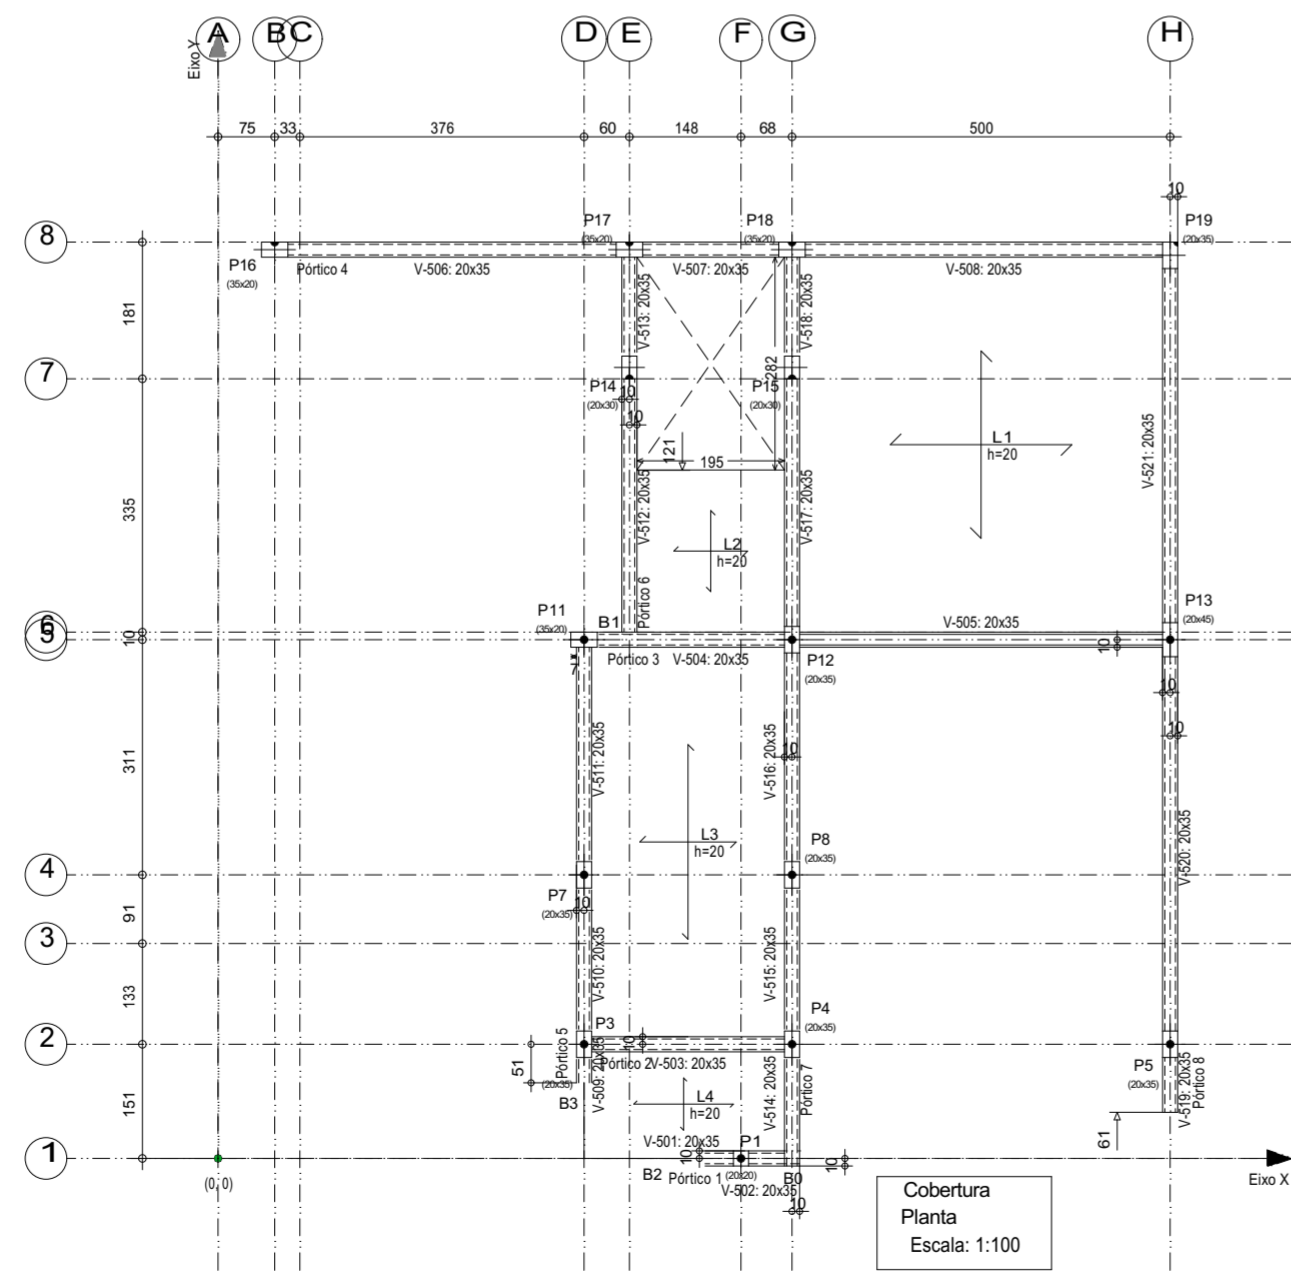 A B C D E F G H
Eixo Y
75 33 376 60 148 68 500
10
8
P16
(35x20)
Pórtico 4
V-506: 20x35
P17
(35x20)
V-507: 20x35
P18
(35x20)
V-508: 20x35
P19
(20x35)
181
V-513: 20x35
V-518: 20x35
282
7
P14
(20x30)
10
10
P15
(20x30)
121
195
L1
h=20
V-521: 20x35
335
V-512: 20x35
V-517: 20x35
L2
h=20
Pórtico 6
6
5
10
P11
(35x20)
B1
7
Pórtico 3
V-504: 20x35
V-505: 20x35
P12
(20x35)
10
P13
(20x45)
10
10
311
V-511: 20x35
V-516: 20x35
10
L3
h=20
P8
(20x35)
V-520: 20x35
4
P7
(20x35)
10
91
3
133
V-510: 20x35
V-515: 20x35
P3
P4
(20x35)
2
51
Pórtico 5
(20x35)
10
Pórtico 2
V-503: 20x35
V-509: 20x35
B3
151
L4
h=20
V-514: 20x35
Pórtico 7
P5
(20x35)
V-519: 20x35
Pórtico 8
61
V-501: 20x35
P1
1
10
B2
Pórtico 1
(20x20)
B0
V-502: 20x35
10
10
(0, 0)
Eixo X
Cobertura
Planta
Escala: 1:100